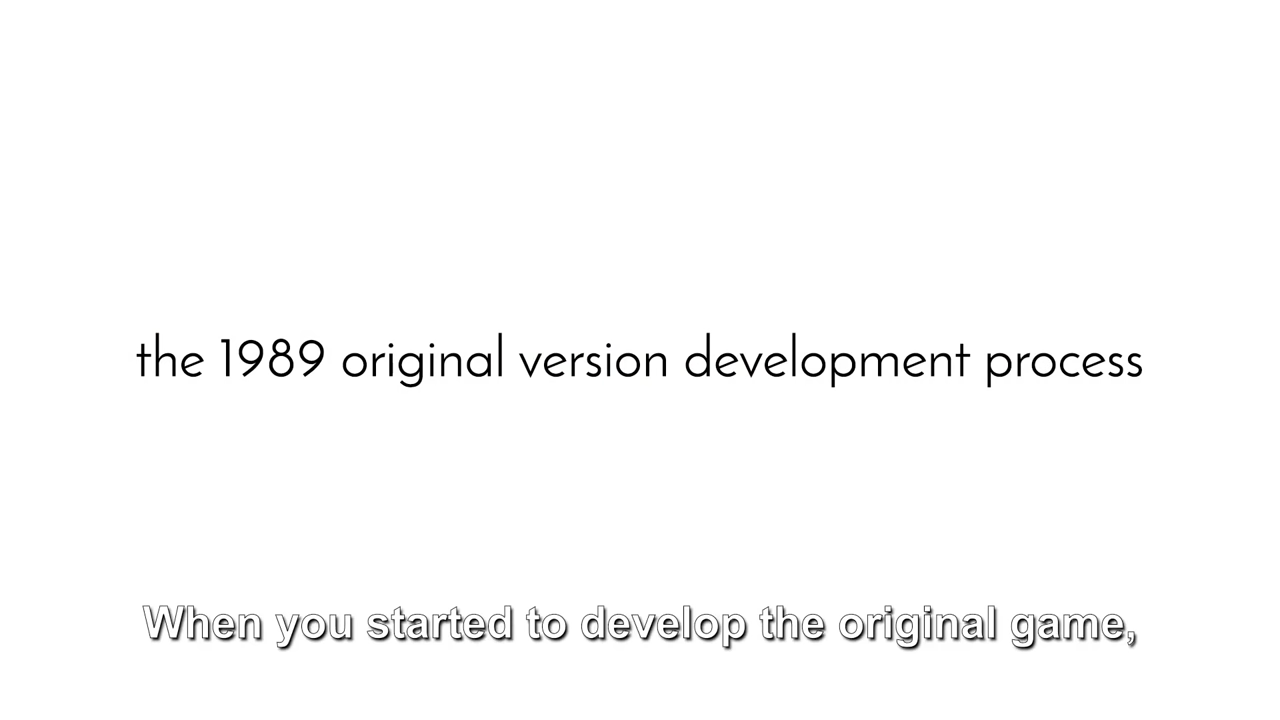 the 1989 original version development process
When you started to develop the original game,